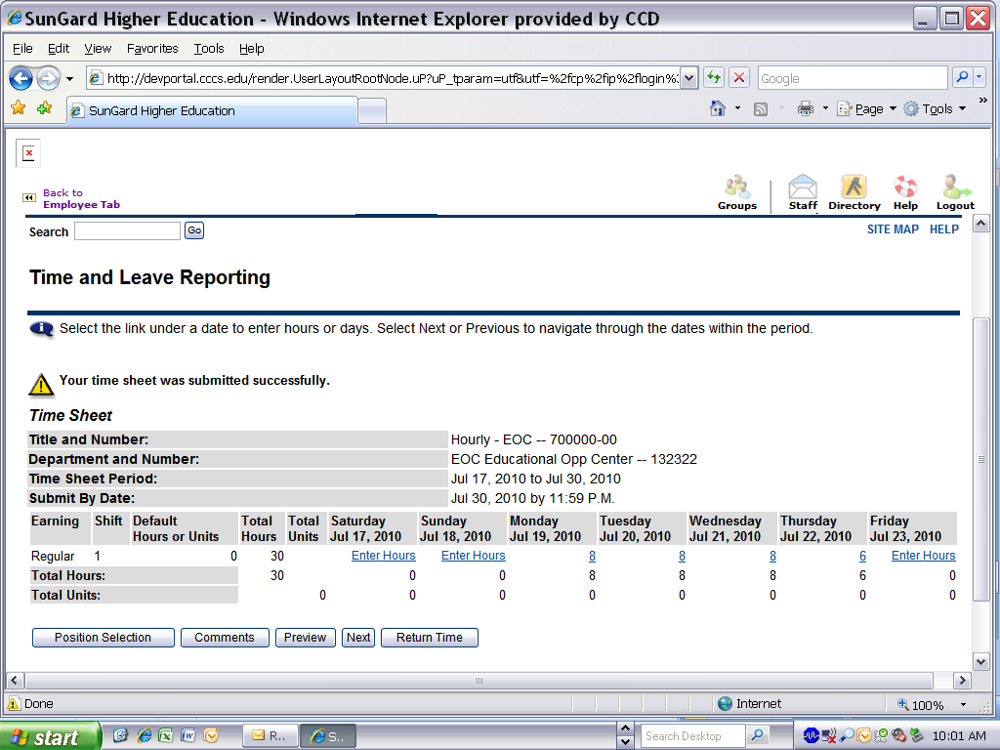 SunGard Higher Education - Windows Internet Explorer provided by CCD
File Edit View Favorites Tools Help
http://devportal.cccs.edu/render.UserLayoutRootNode.uP?uP_tparam=utf&utf=%2fcp%2fip%2flogin%
Google
SunGard Higher Education
Page Tools
Back to
Employee Tab
Groups Staff Directory Help Logout
Search Go
SITE MAP HELP
Time and Leave Reporting
Select the link under a date to enter hours or days. Select Next or Previous to navigate through the dates within the period.
Your time sheet was submitted successfully.
Time Sheet
Title and Number: Hourly - EOC -- 700000-00
Department and Number: EOC Educational Opp Center -- 132322
Time Sheet Period: Jul 17, 2010 to Jul 30, 2010
Submit By Date: Jul 30, 2010 by 11:59 P.M.
Earning Shift Default Total Total Saturday Sunday Monday Tuesday Wednesday Thursday Friday
Hours or Units Hours Units Jul 17, 2010 Jul 18, 2010 Jul 19, 2010 Jul 20, 2010 Jul 21, 2010 Jul 22, 2010 Jul 23, 2010
Regular 1 0 30 Enter Hours Enter Hours 8 8 8 6 Enter Hours
Total Hours: 30 0 0 8 8 8 6 0
Total Units: 0 0 0 0 0 0 0 0
Position Selection Comments Preview Next Return Time
Done Internet 100%
start R.. S.. Search Desktop 10:01 AM